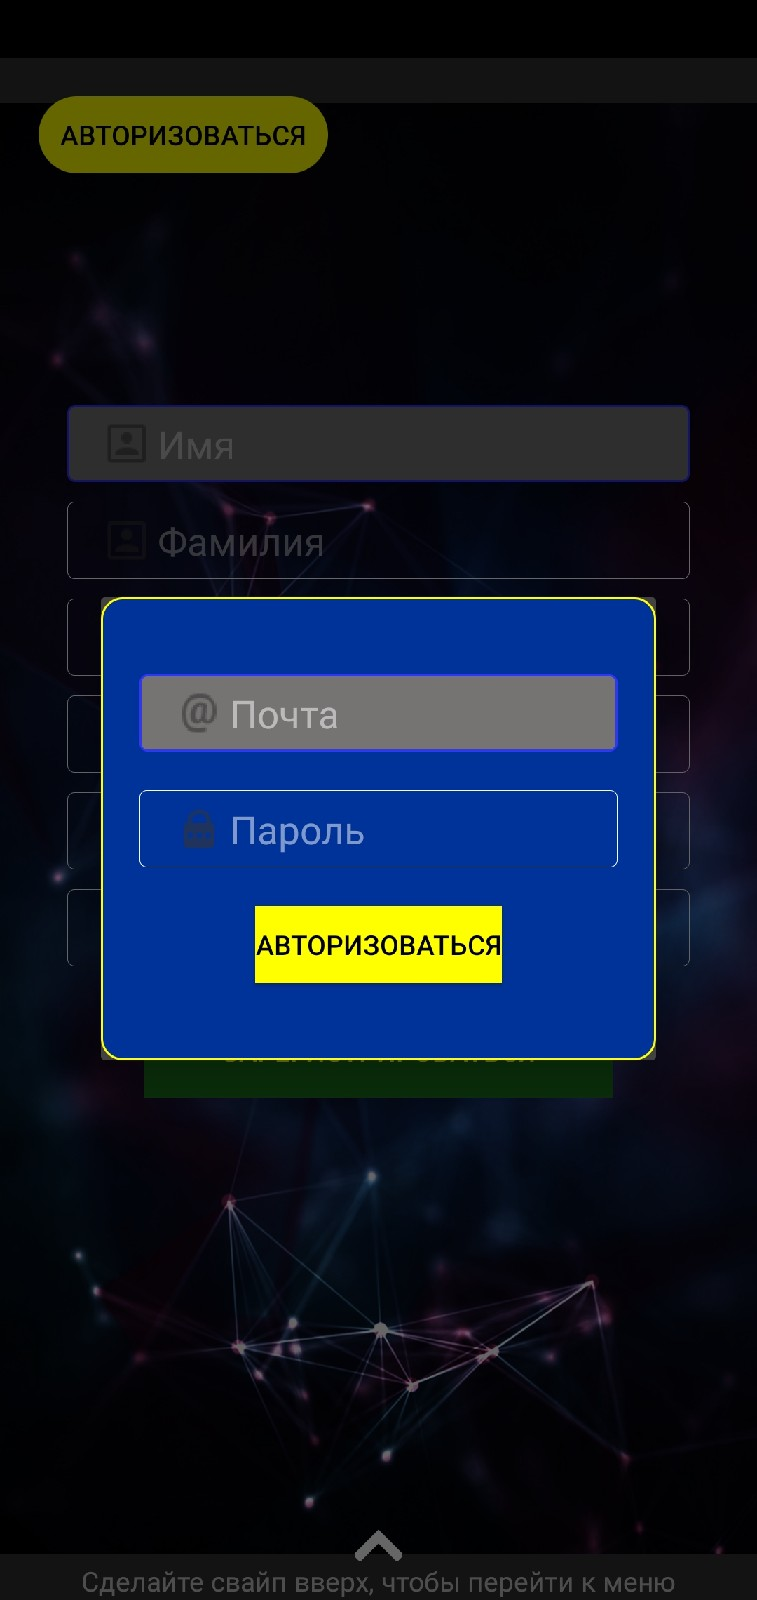 АВТОРИЗОВАТЬСЯ
Имя
Фамилия
@ Почта
Пароль
АВТОРИЗОВАТЬСЯ
Сделайте свайп вверх, чтобы перейти к меню